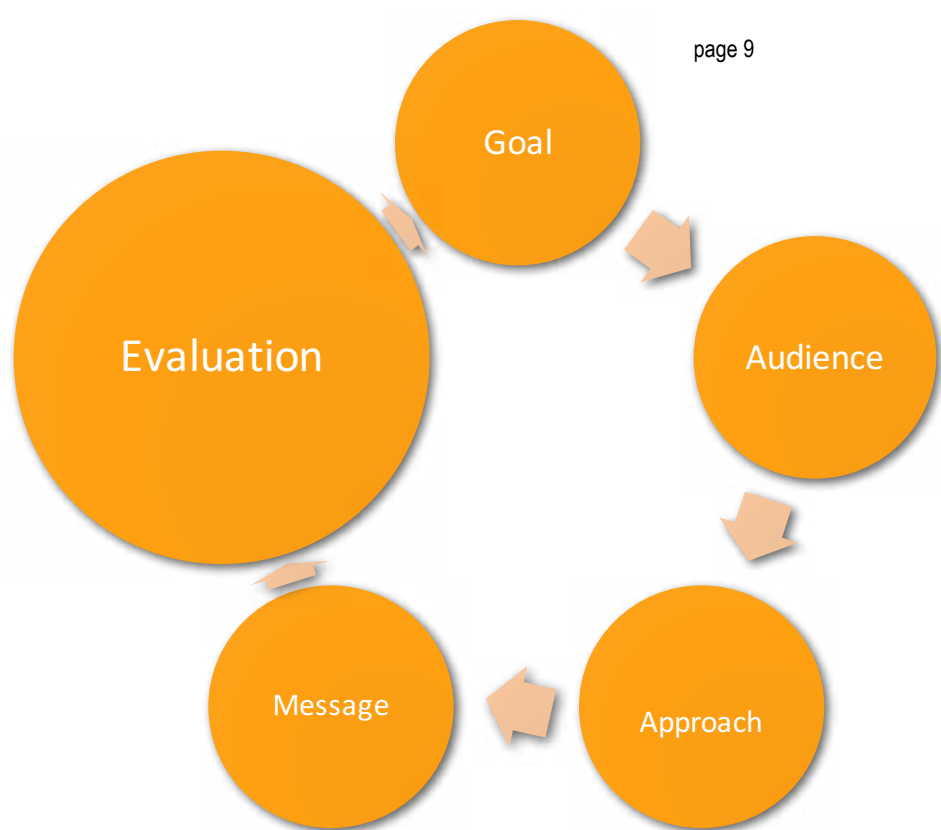 page 9
Goal
Evaluation
Audience
Message
Approach